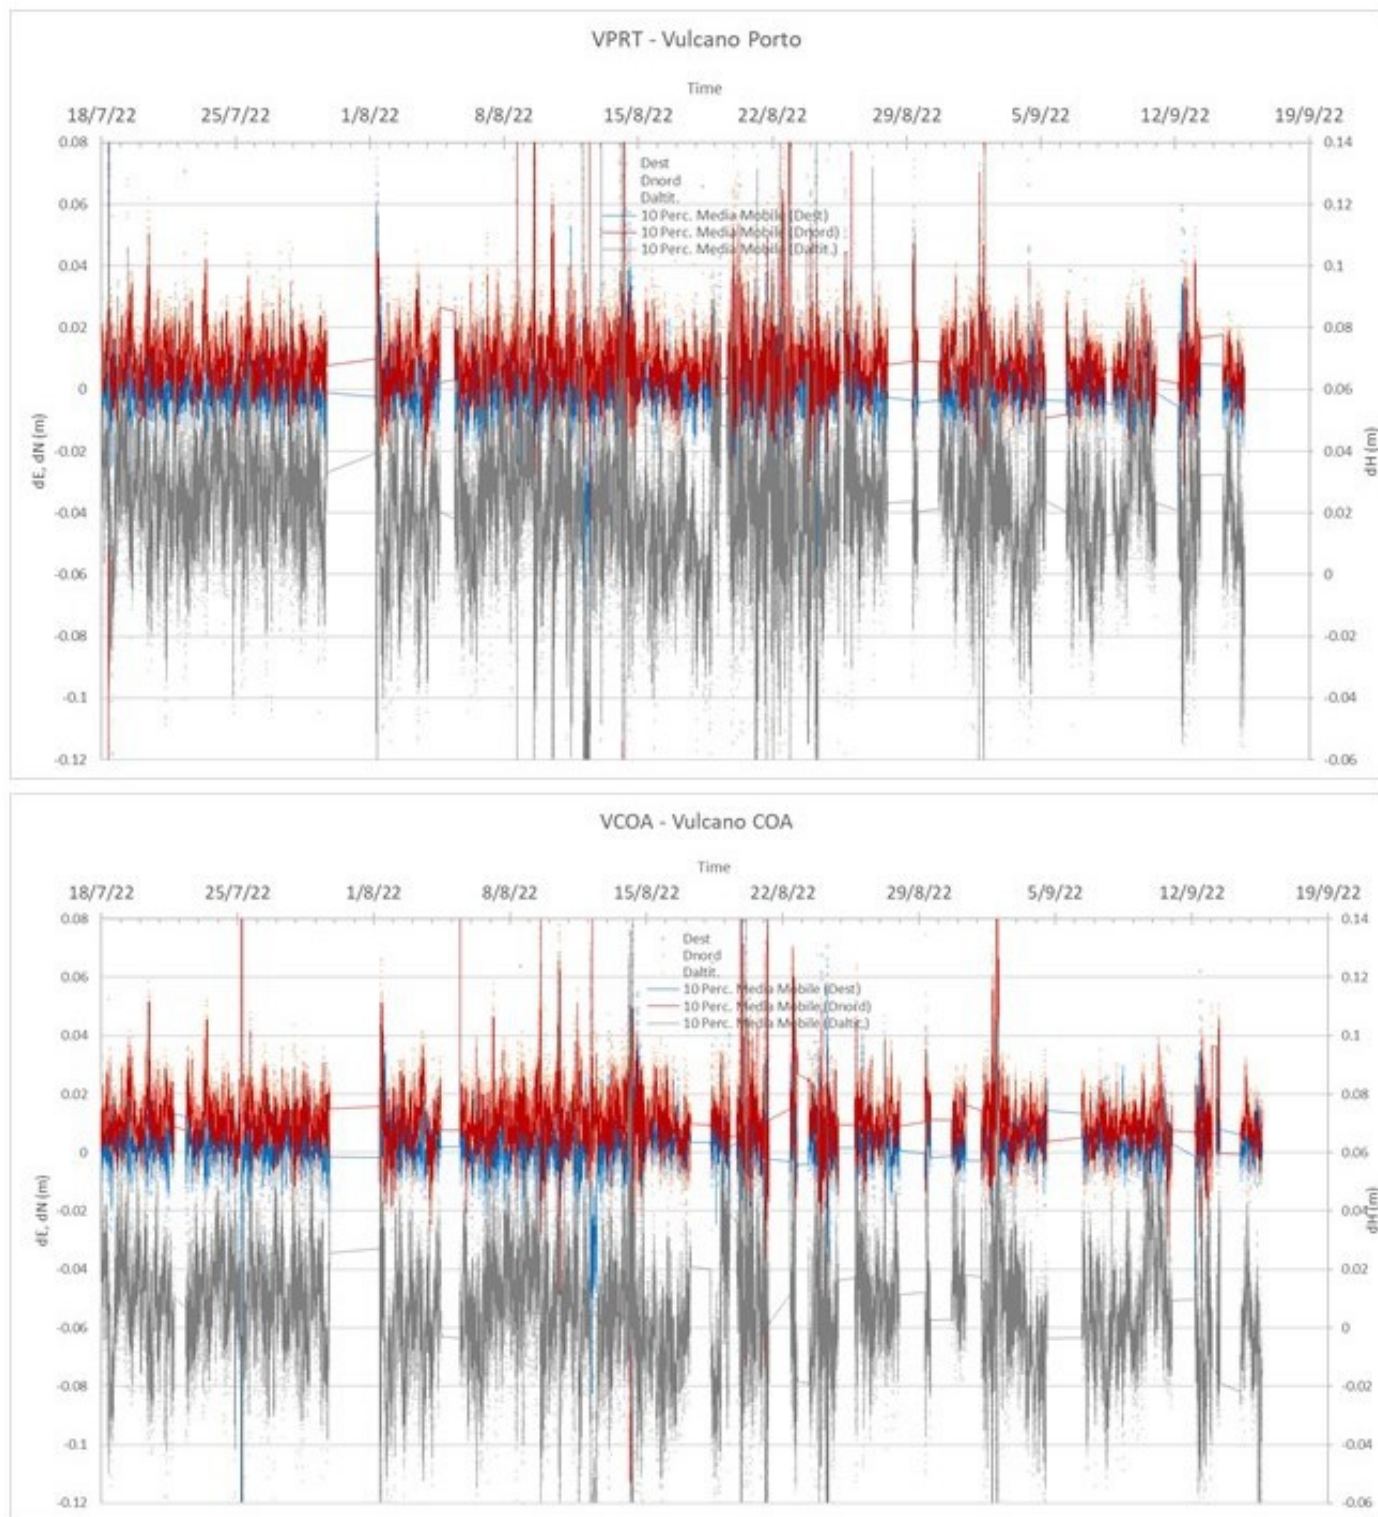 VPRT - Vulcano Porto
Time
18/7/22 25/7/22 1/8/22 8/8/22 15/8/22 22/8/22 29/8/22 5/9/22 12/9/22 19/9/22
0.08 0.14
Dest
Dnord
0.06 Daltit. 0.12
10 Perc. Media Mobile (Dest)
10 Perc. Media Mobile (Dnord)
10 Perc. Media Mobile (Daltit.)
0.04 0.1
0.02 0.08
0 0.06
-0.02 0.04
dE, dN (m) dH (m)
-0.04 0.02
-0.06 0
-0.08 -0.02
-0.1 -0.04
-0.12 -0.06
VCOA - Vulcano COA
Time
18/7/22 25/7/22 1/8/22 8/8/22 15/8/22 22/8/22 29/8/22 5/9/22 12/9/22 19/9/22
0.08 0.14
Dest
Dnord
0.06 Daltit. 0.12
10 Perc. Media Mobile (Dest)
10 Perc. Media Mobile (Dnord)
10 Perc. Media Mobile (Daltit.)
0.04 0.1
0.02 0.08
0 0.06
-0.02 0.04
dE, dN (m) dH (m)
-0.04 0.02
-0.06 0
-0.08 -0.02
-0.1 -0.04
-0.12 -0.06